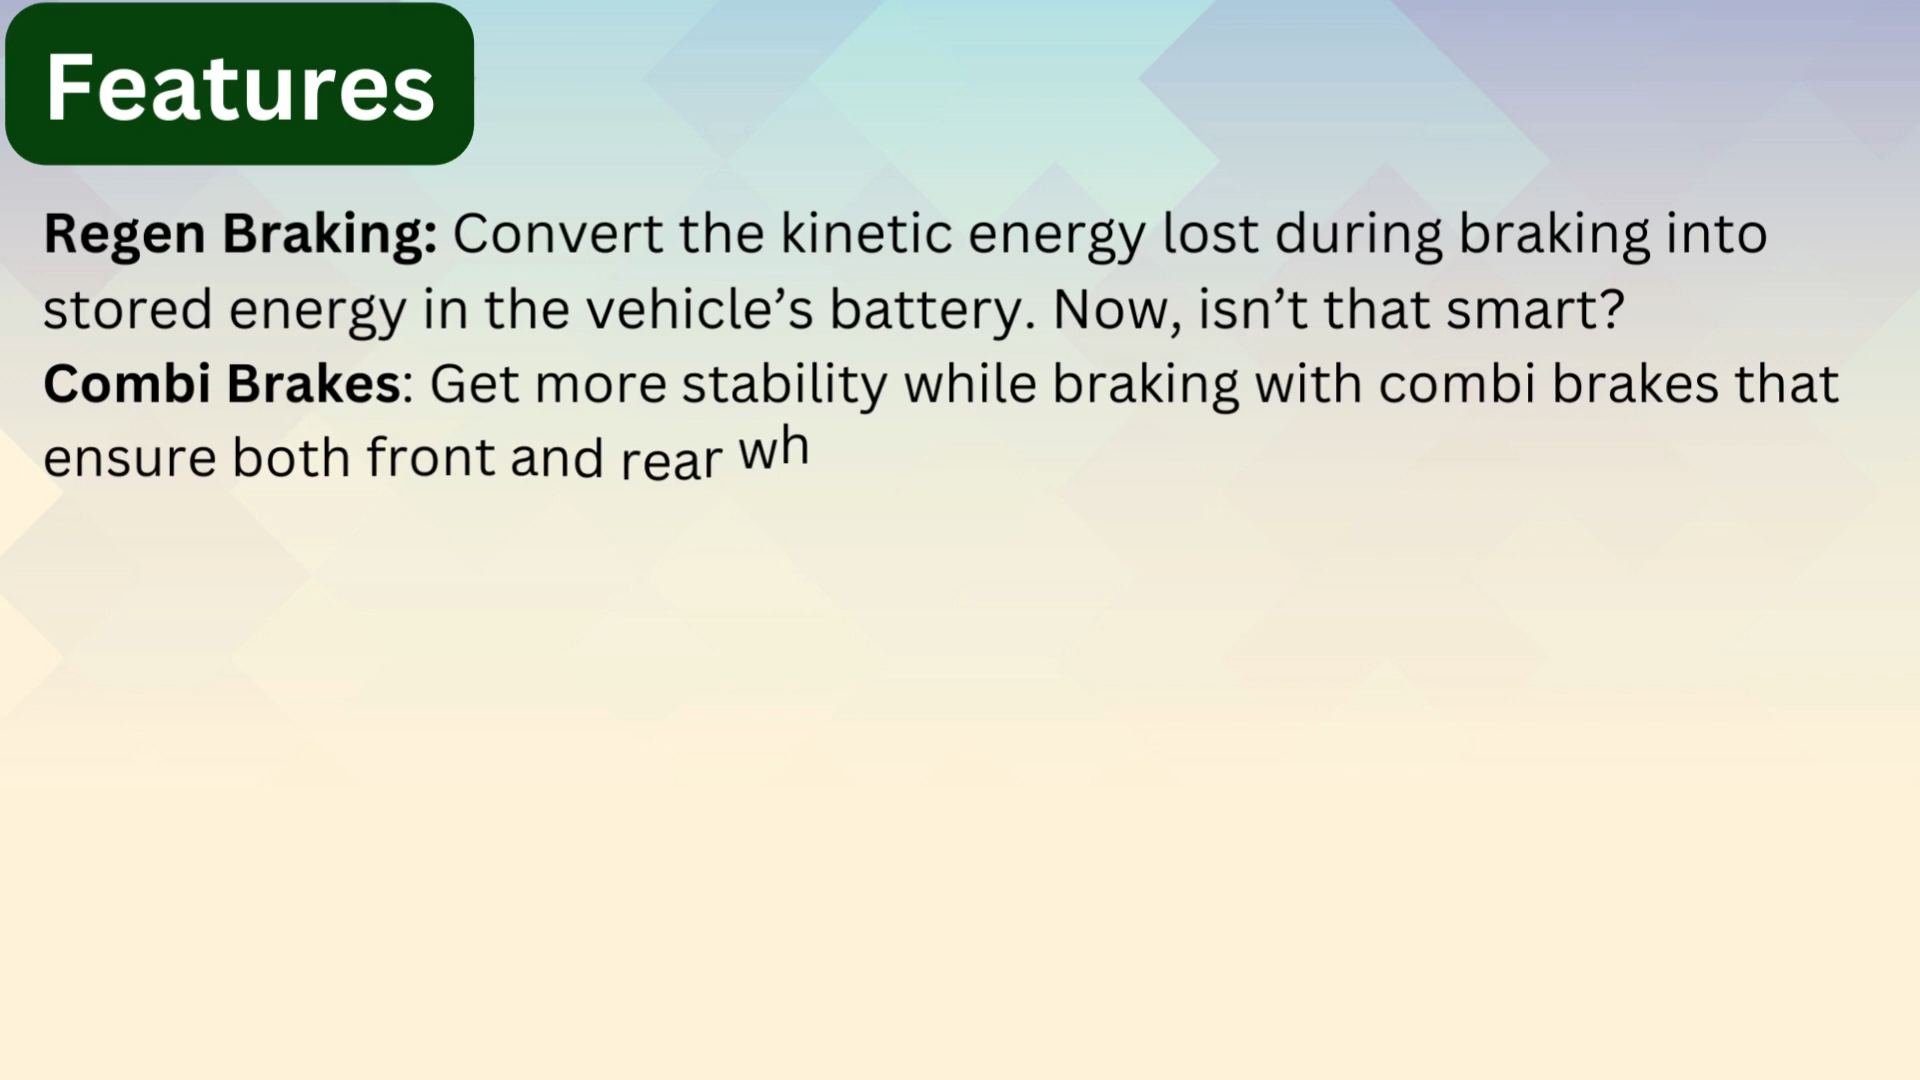 Features
Regen Braking: Convert the kinetic energy lost during braking into
stored energy in the vehicle’s battery. Now, isn’t that smart?
Combi Brakes: Get more stability while braking with combi brakes that
ensure both front and rear wh